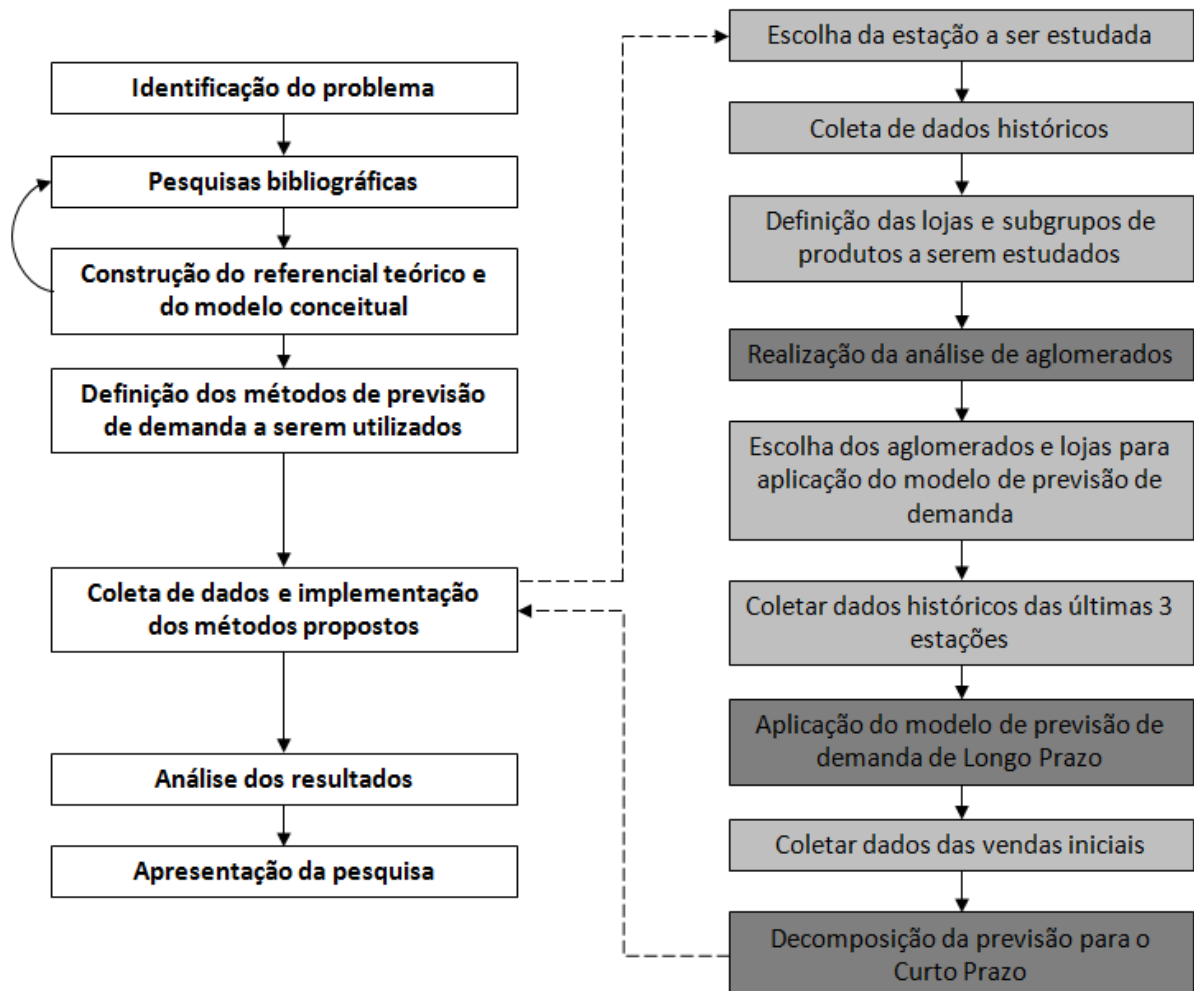 Identificação do problema
Pesquisas bibliográficas
Construção do referencial teórico e
do modelo conceitual
Definição dos métodos de previsão
de demanda a serem utilizados
Coleta de dados e implementação
dos métodos propostos
Análise dos resultados
Apresentação da pesquisa
Escolha da estação a ser estudada
Coleta de dados históricos
Definição das lojas e subgrupos de
produtos a serem estudados
Realização da análise de aglomerados
Escolha dos aglomerados e lojas para
aplicação do modelo de previsão de
demanda
Coletar dados históricos das últimas 3
estações
Aplicação do modelo de previsão de
demanda de Longo Prazo
Coletar dados das vendas iniciais
Decomposição da previsão para o
Curto Prazo